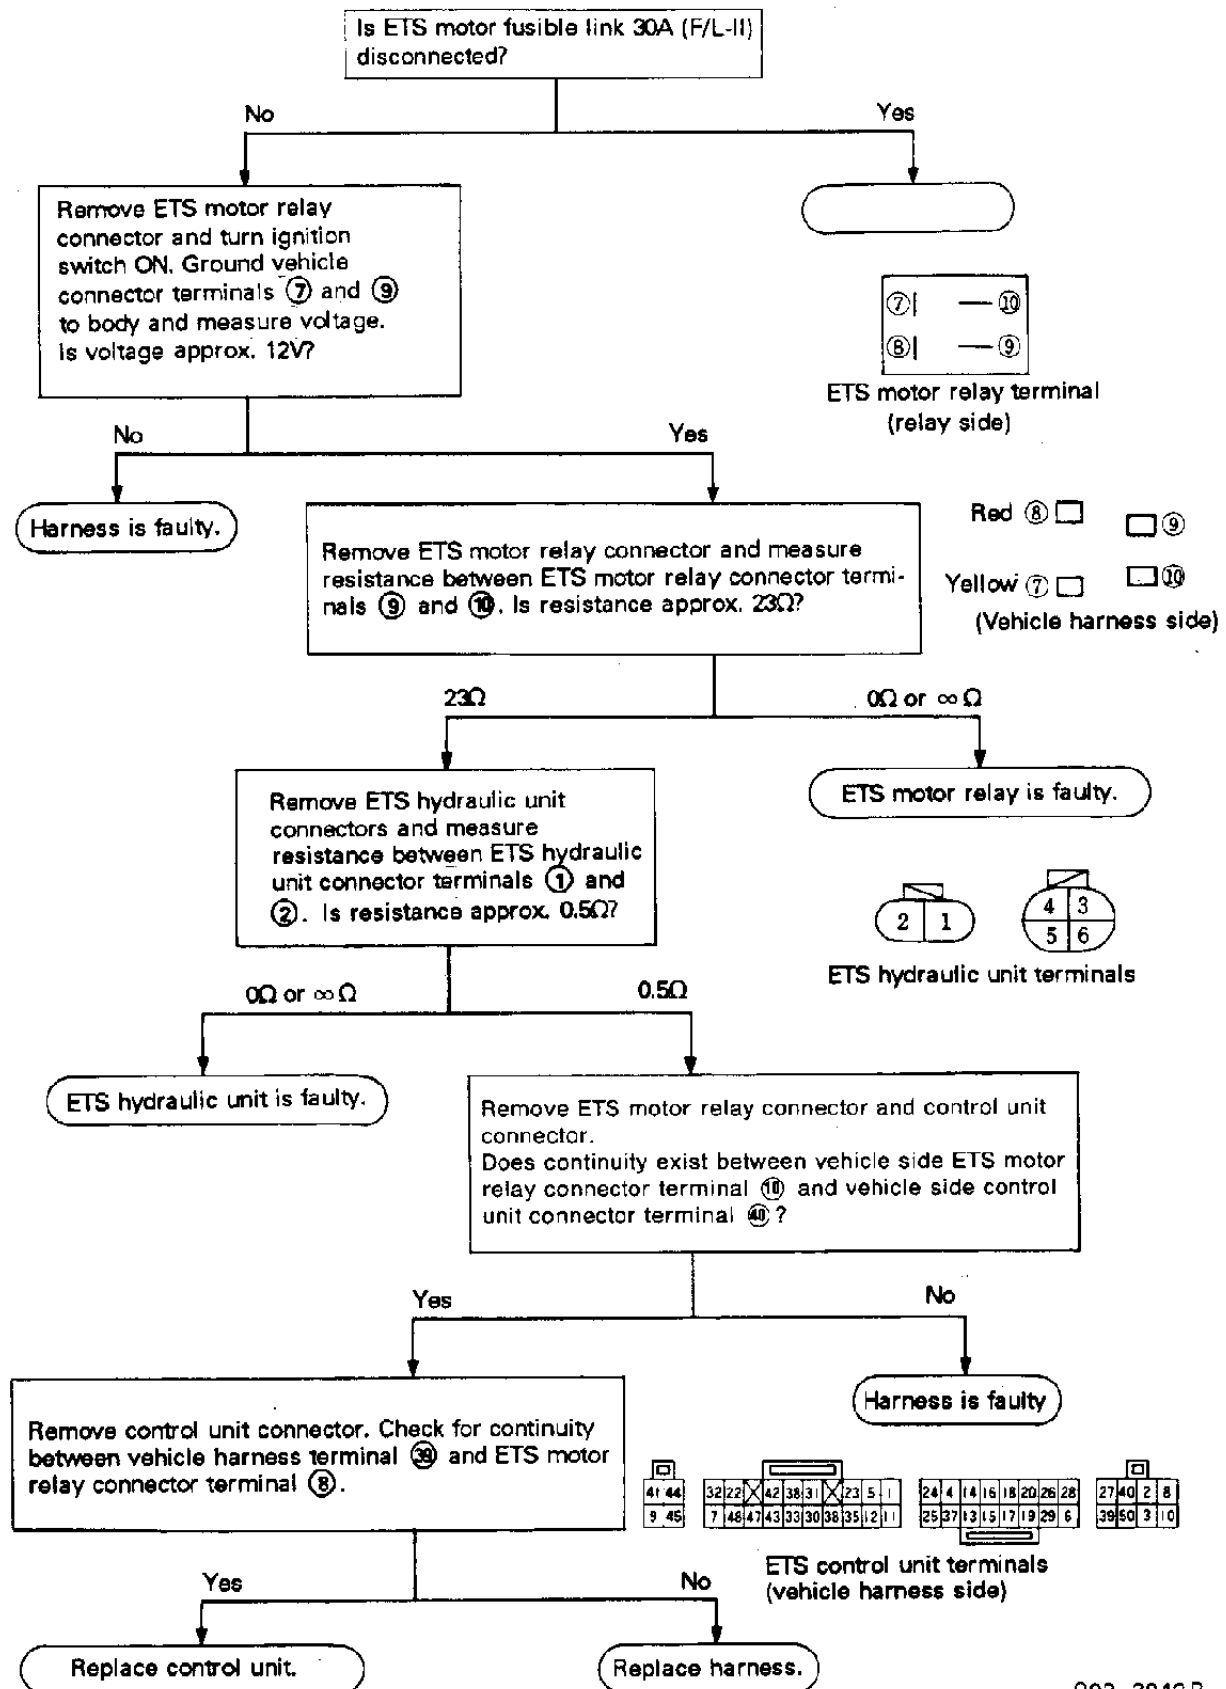 Is ETS motor fusible link 30A (F/L-II)
disconnected?
No
Yes
Remove ETS motor relay
connector and turn ignition
switch ON. Ground vehicle
connector terminals ⑦ and ⑨
to body and measure voltage.
Is voltage approx. 12V?
⑦ ⑩
⑧ ⑨
ETS motor relay terminal
(relay side)
No
Yes
Harness is faulty.
Remove ETS motor relay connector and measure
resistance between ETS motor relay connector termi-
nals ⑨ and ⑩. Is resistance approx. 23Ω?
Red ⑧ ⑨
Yellow ⑦ ⑩
(Vehicle harness side)
23Ω
0Ω or ∞ Ω
Remove ETS hydraulic unit
connectors and measure
resistance between ETS hydraulic
unit connector terminals ① and
②. Is resistance approx. 0.5Ω?
ETS motor relay is faulty.
2 1
4 3
5 6
ETS hydraulic unit terminals
0Ω or ∞ Ω
0.5Ω
ETS hydraulic unit is faulty.
Remove ETS motor relay connector and control unit
connector.
Does continuity exist between vehicle side ETS motor
relay connector terminal ⑩ and vehicle side control
unit connector terminal ㊵ ?
Yes
No
Harness is faulty
Remove control unit connector. Check for continuity
between vehicle harness terminal ㊴ and ETS motor
relay connector terminal ⑧.
41 44
9 45
32 22 42 38 31 23 5 1
7 48 47 43 33 30 38 35 12 11
24 4 14 16 18 20 26 28
25 37 13 15 17 19 29 6
27 40 2 8
39 50 3 10
ETS control unit terminals
(vehicle harness side)
Yes
No
Replace control unit.
Replace harness.